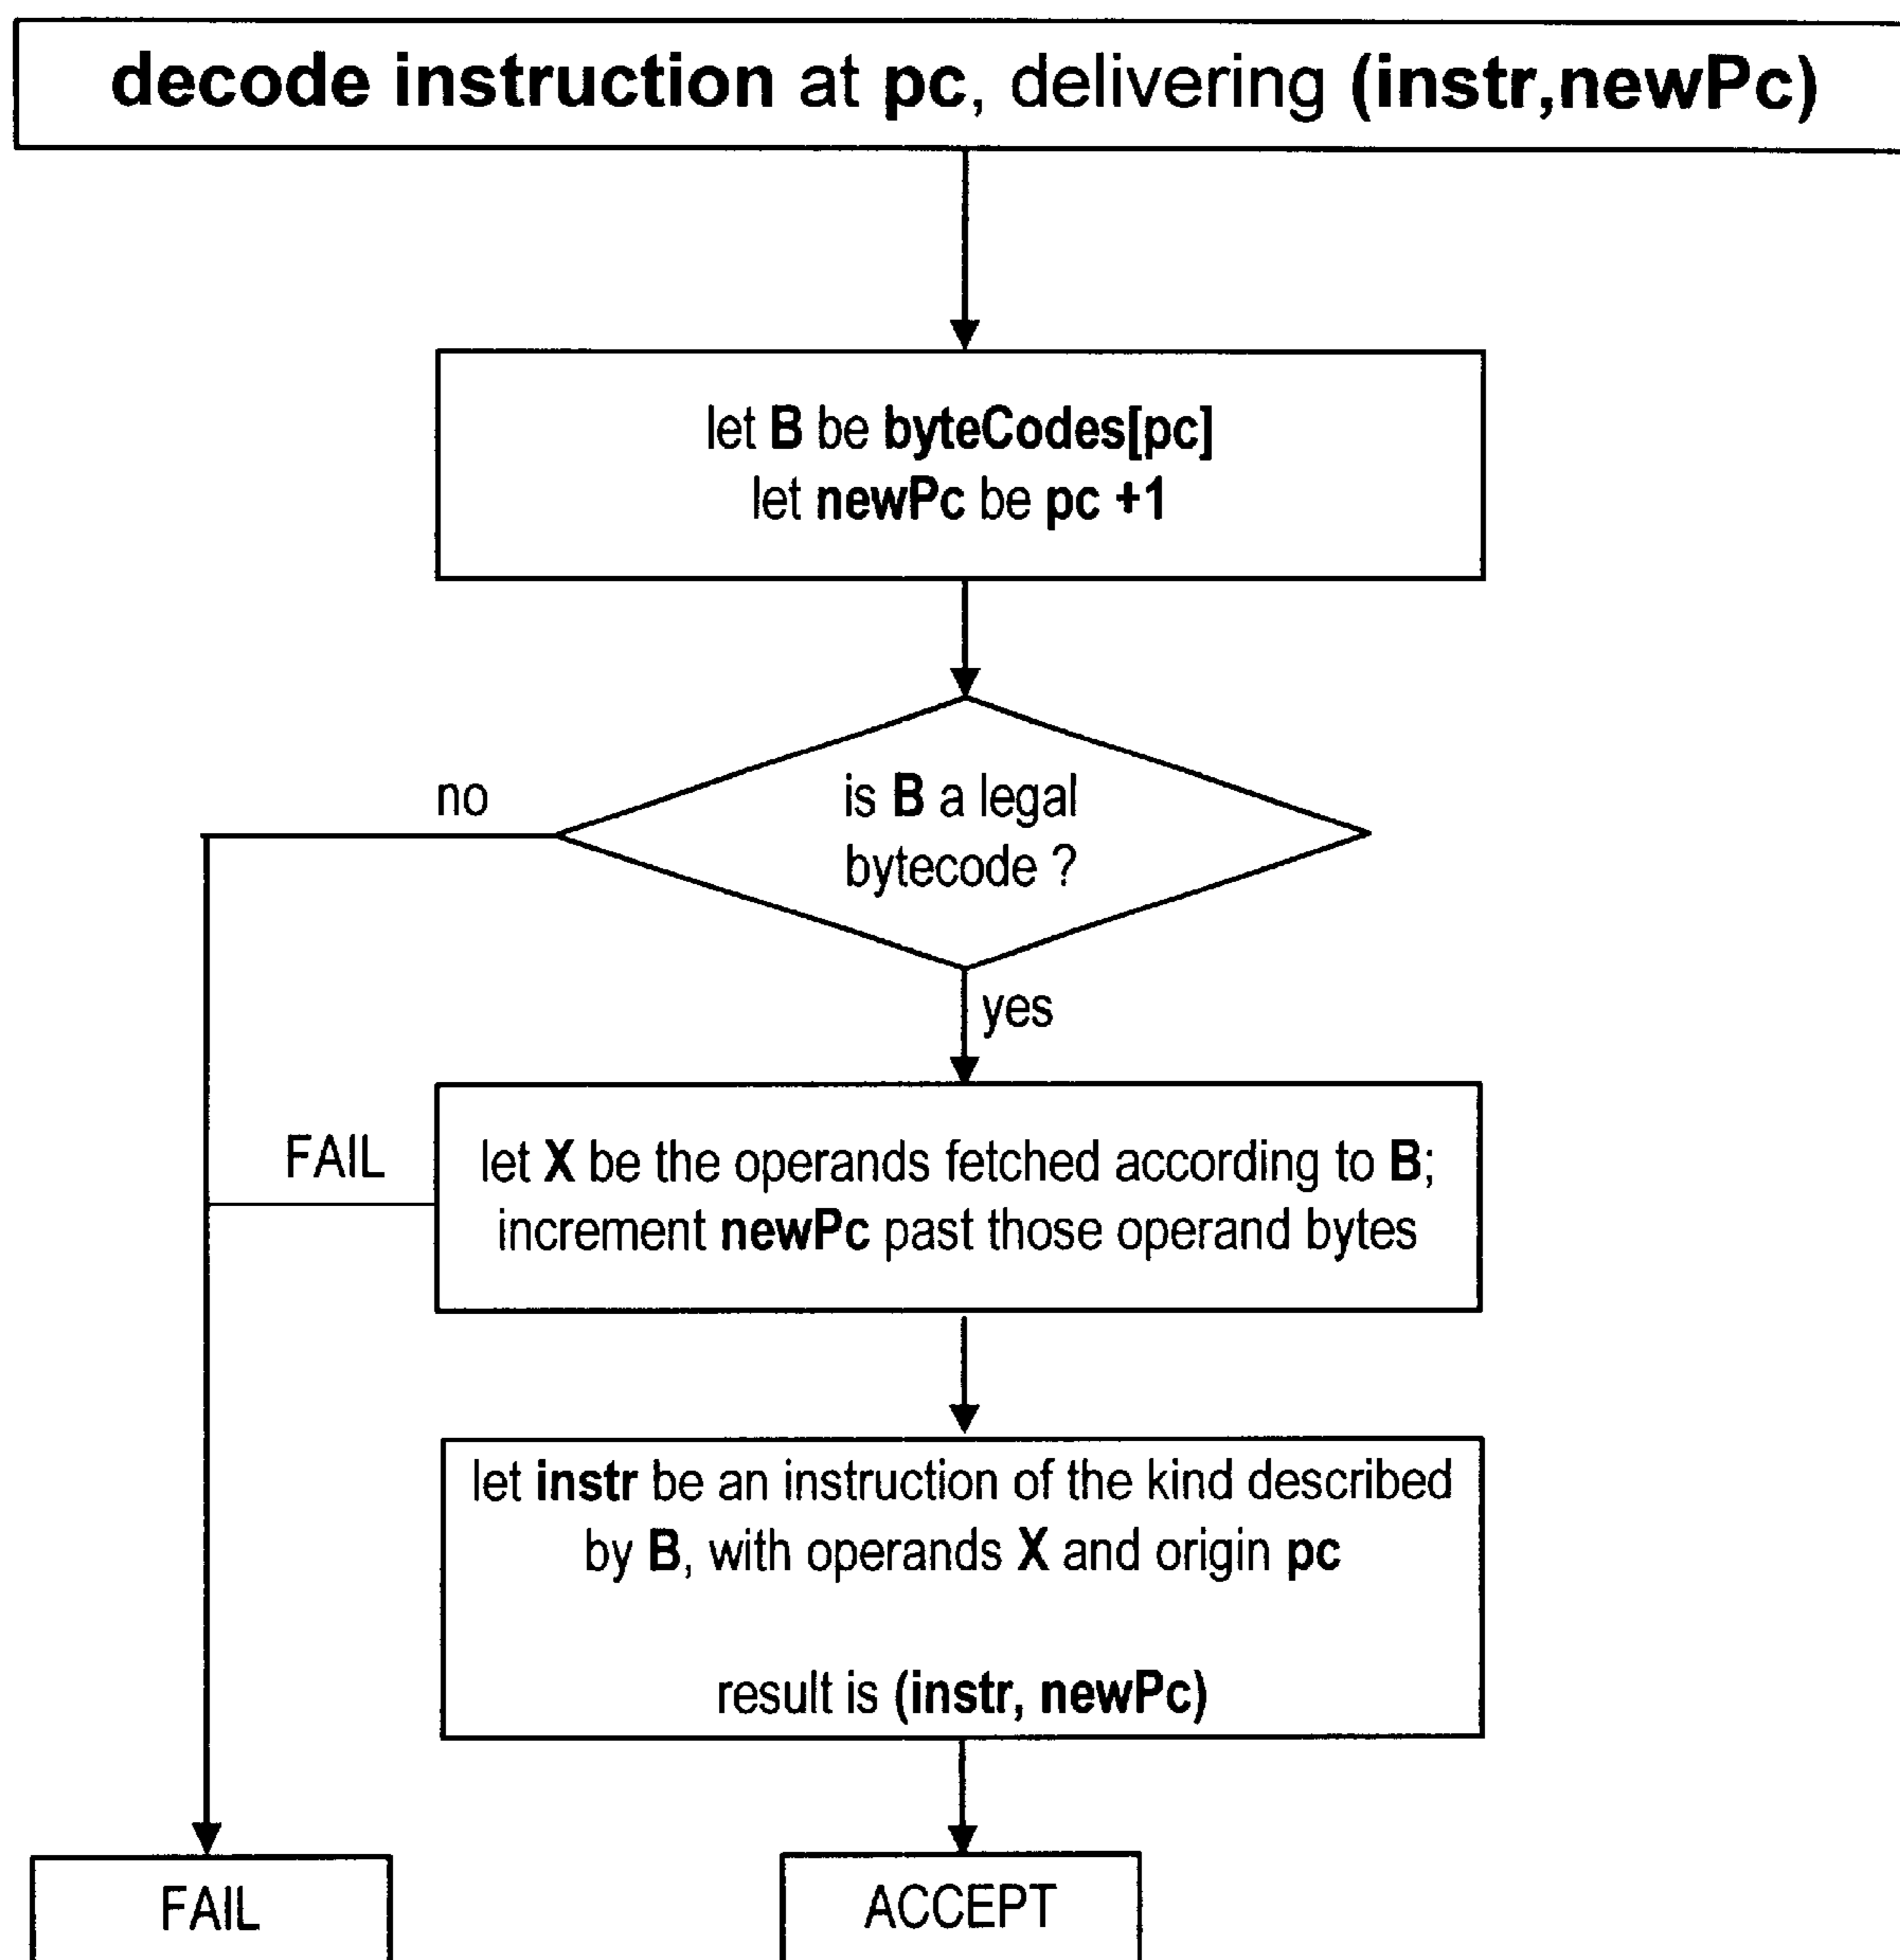 decode instruction at pc, delivering (instr,newPc)
let B be byteCodes[pc]
let newPc be pc +1
is B a legal
bytecode ?
no
yes
FAIL
let X be the operands fetched according to B;
increment newPc past those operand bytes
let instr be an instruction of the kind described
by B, with operands X and origin pc
result is (instr, newPc)
FAIL
ACCEPT